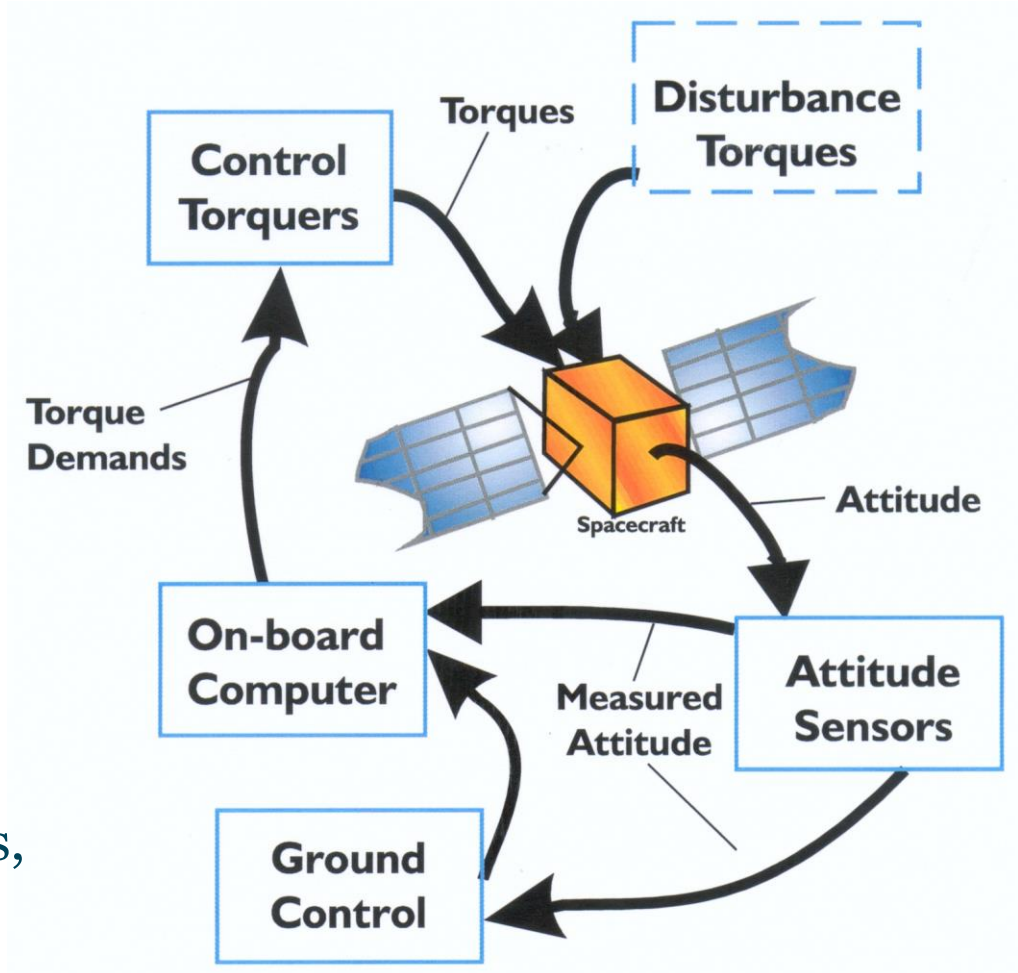 Disturbance
Torques
Torques
Control
Torquers
Torque
Demands
Attitude
Spacecraft
On-board
Computer
Measured
Attitude
Attitude
Sensors
Ground
Control
s,